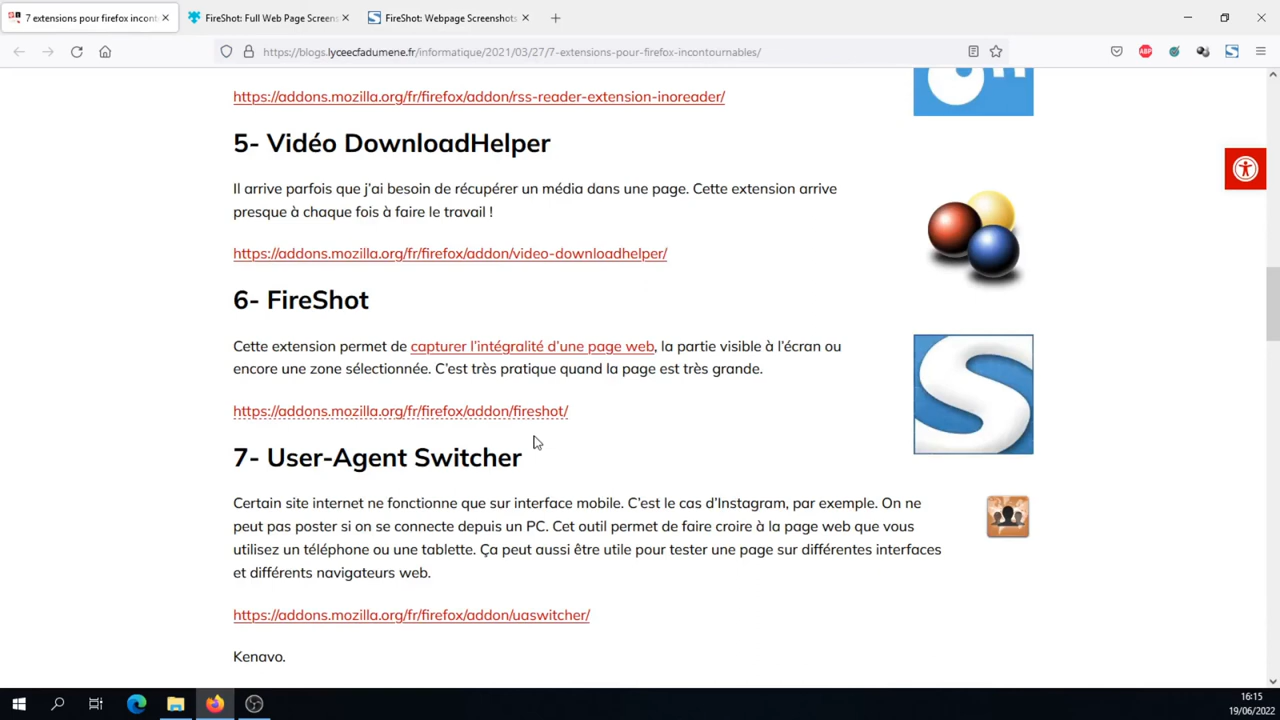 7 extensions pour firefox incont
FireShot: Full Web Page Screens
FireShot: Webpage Screenshots
https://blogs.lyceecfadumene.fr/informatique/2021/03/27/7-extensions-pour-firefox-incontournables/
ABP
https://addons.mozilla.org/fr/firefox/addon/rss-reader-extension-inoreader/
5- Vidéo DownloadHelper
Il arrive parfois que j’ai besoin de récupérer un média dans une page. Cette extension arrive
presque à chaque fois à faire le travail !
https://addons.mozilla.org/fr/firefox/addon/video-downloadhelper/
6- FireShot
Cette extension permet de capturer l’intégralité d’une page web, la partie visible à l’écran ou
encore une zone sélectionnée. C’est très pratique quand la page est très grande.
https://addons.mozilla.org/fr/firefox/addon/fireshot/
7- User-Agent Switcher
Certain site internet ne fonctionne que sur interface mobile. C’est le cas d’Instagram, par exemple. On ne
peut pas poster si on se connecte depuis un PC. Cet outil permet de faire croire à la page web que vous
utilisez un téléphone ou une tablette. Ça peut aussi être utile pour tester une page sur différentes interfaces
et différents navigateurs web.
https://addons.mozilla.org/fr/firefox/addon/uaswitcher/
Kenavo.
16:15
19/06/2022